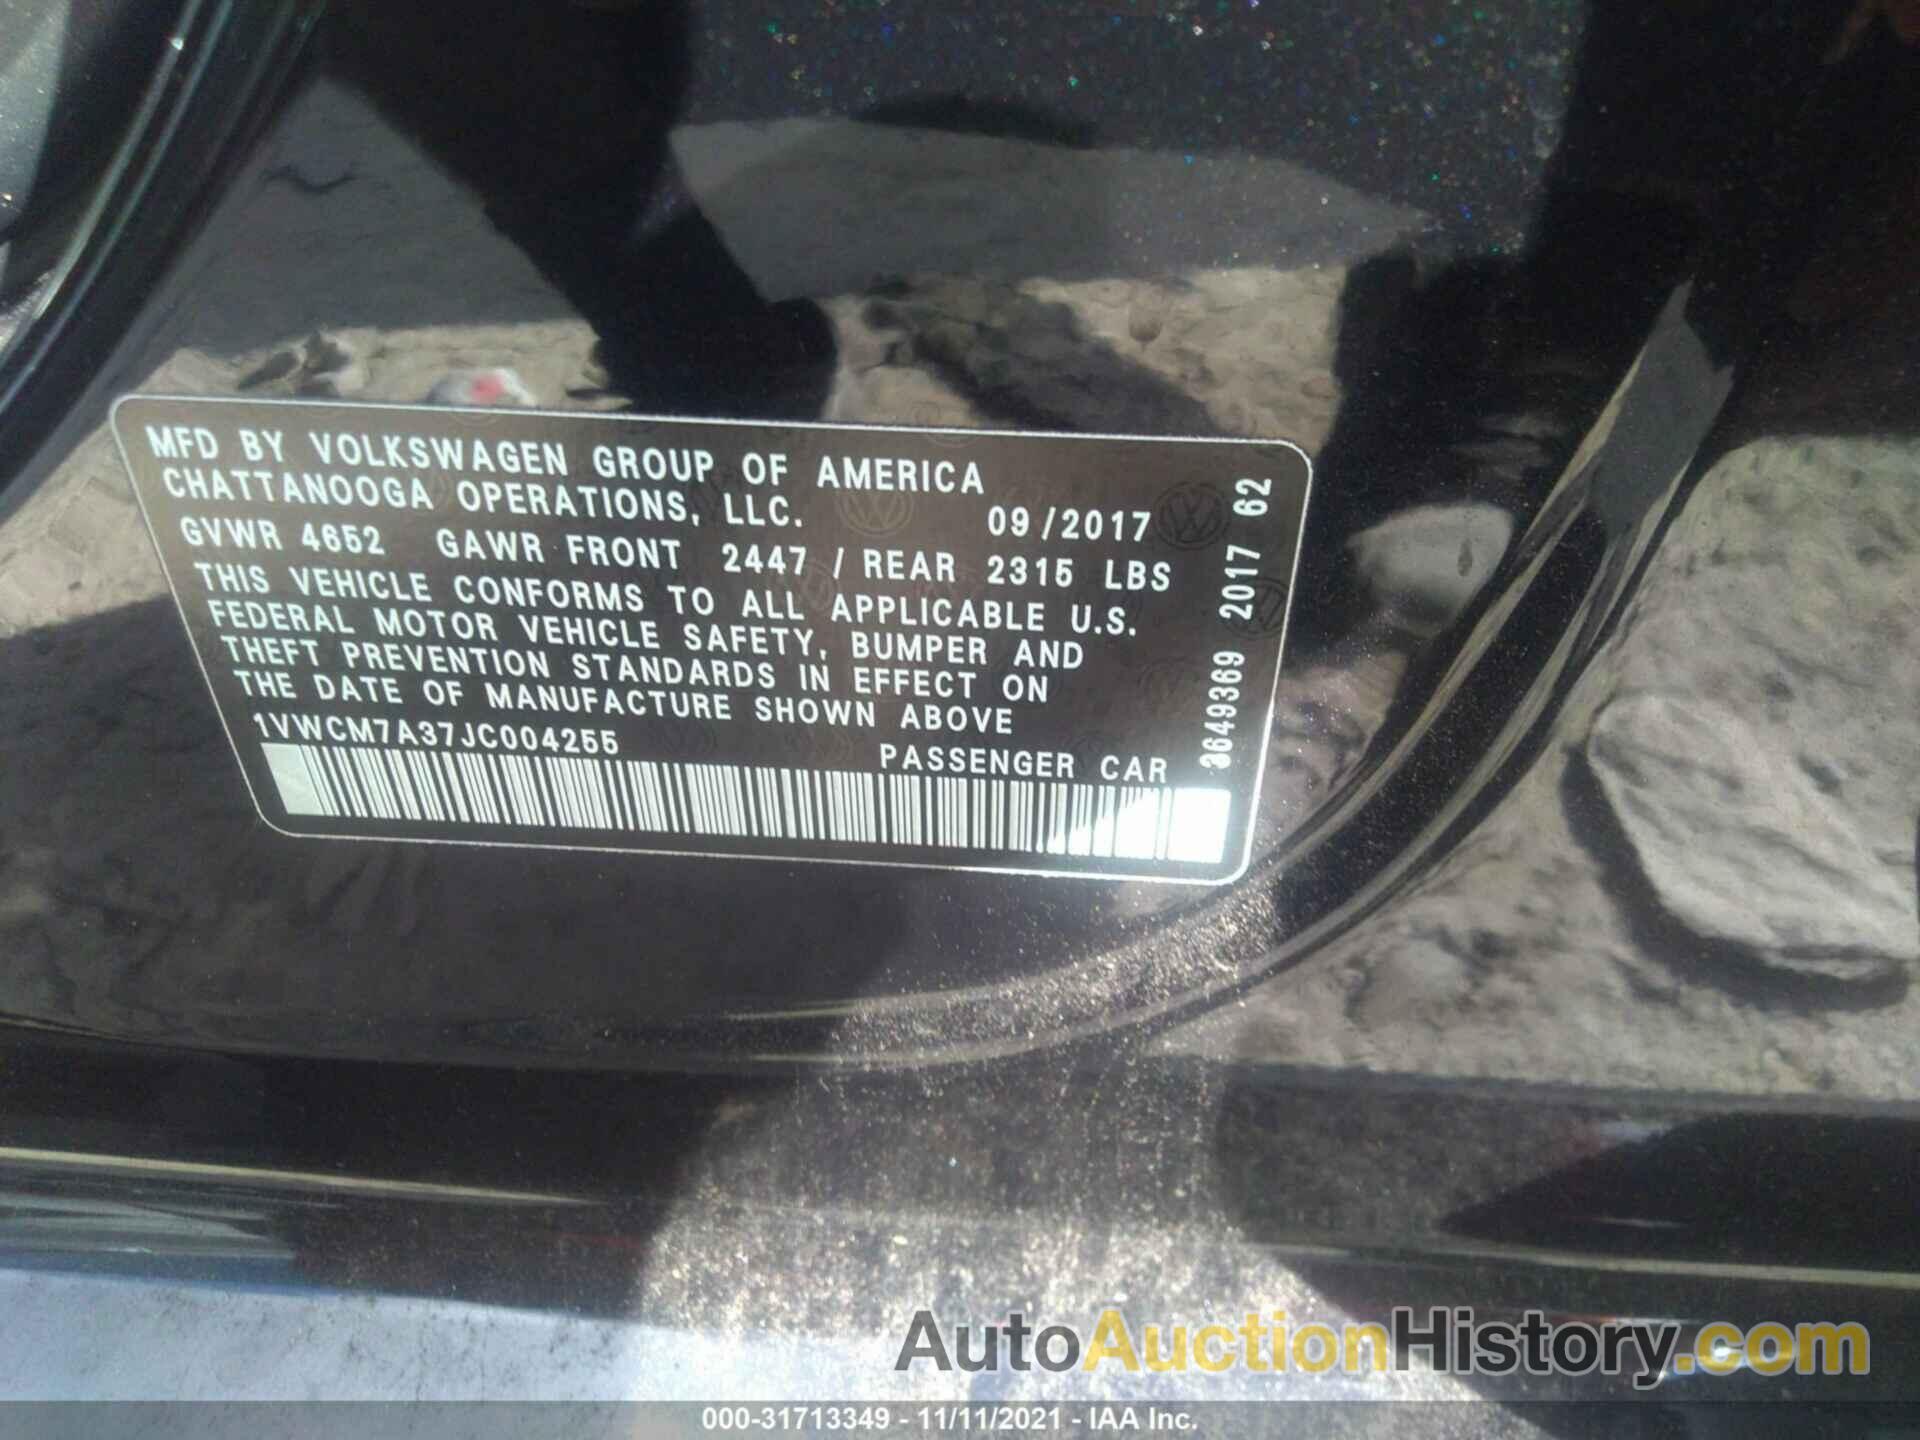 MFD BY VOLKSWAGEN GROUP OF AMERICA
CHATTANOOGA OPERATIONS, LLC. 09/2017
GVWR 4652 GAWR FRONT 2447 / REAR 2315 LBS
THIS VEHICLE CONFORMS TO ALL APPLICABLE U.S.
FEDERAL MOTOR VEHICLE SAFETY, BUMPER AND
THEFT PREVENTION STANDARDS IN EFFECT ON
THE DATE OF MANUFACTURE SHOWN ABOVE
1VWCM7A37JC004255 PASSENGER CAR
3649369 2017 62
AutoAuctionHistory.com
000-31713349 - 11/11/2021 - IAA Inc.